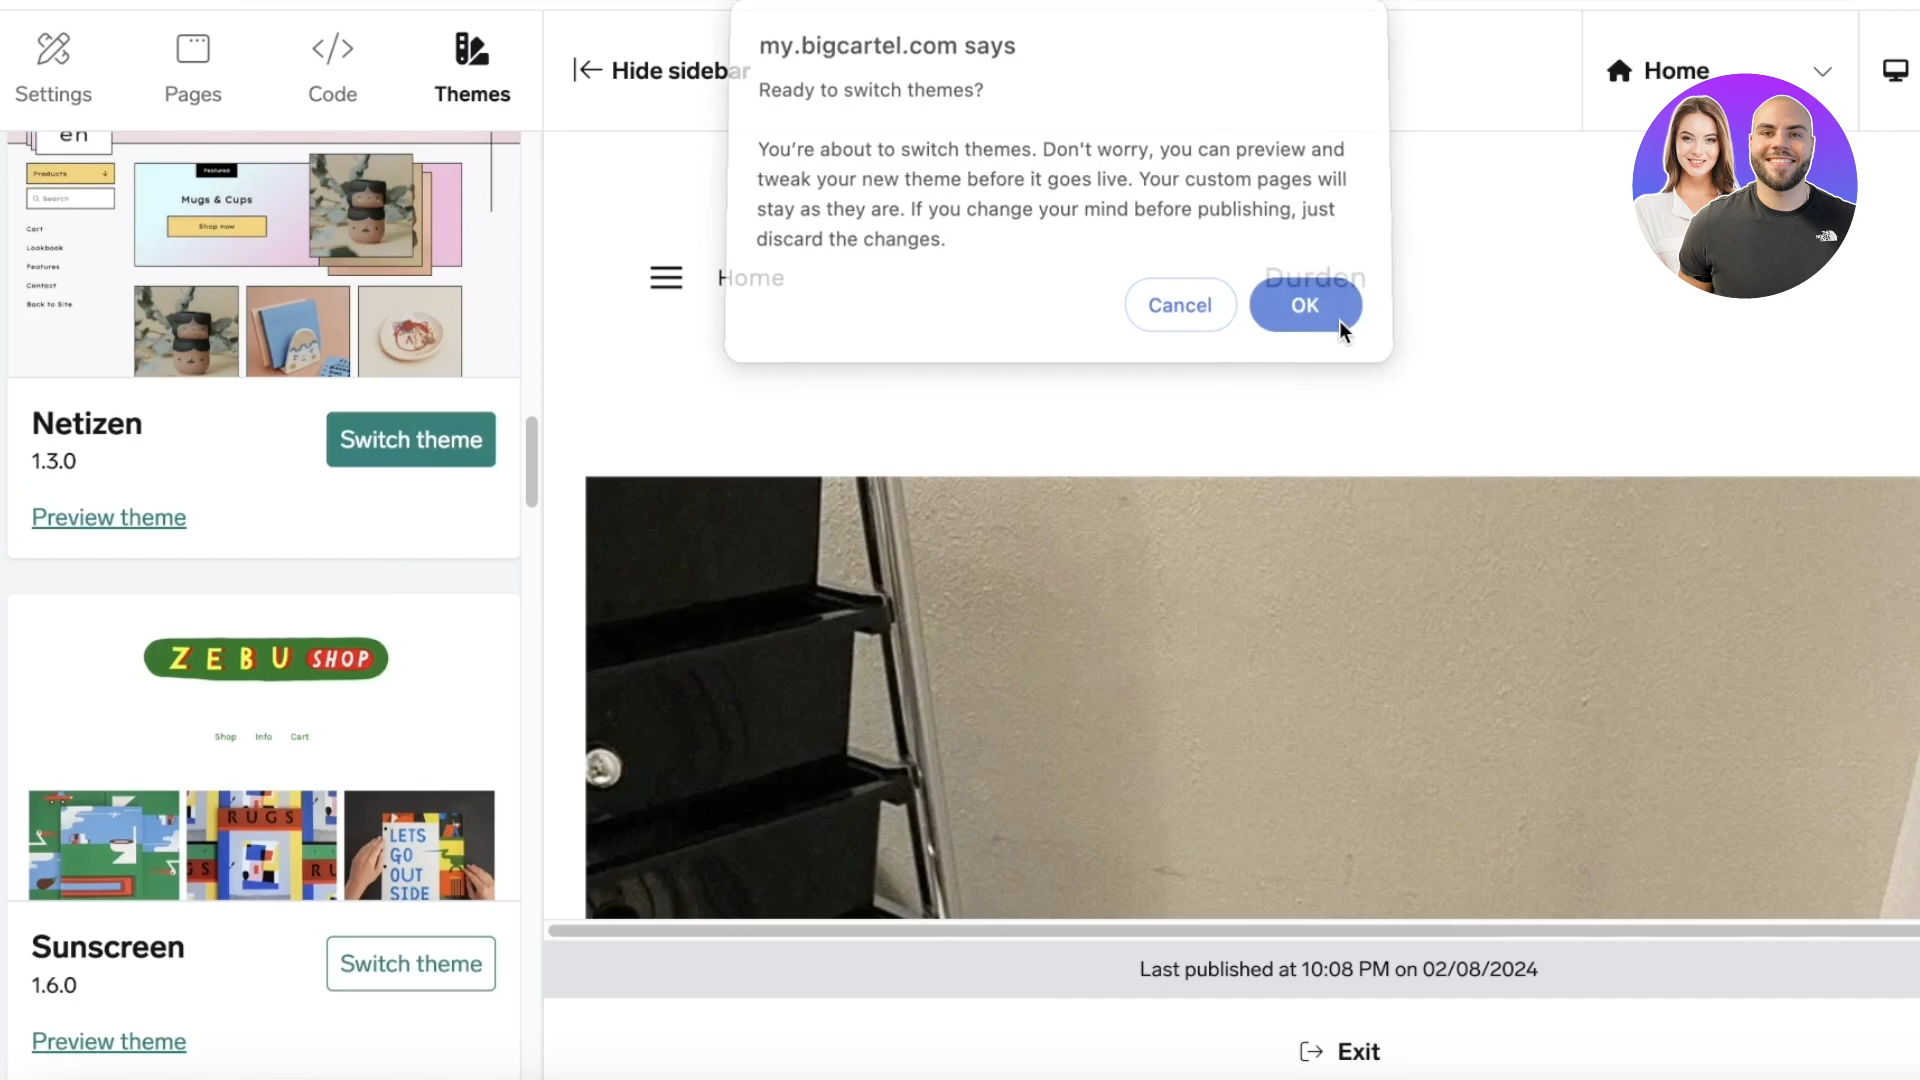 Settings
Pages
Code
Themes
Hide sidebar
my.bigcartel.com says
Ready to switch themes?
You're about to switch themes. Don't worry, you can preview and
tweak your new theme before it goes live. Your custom pages will
stay as they are. If you change your mind before publishing, just
discard the changes.
Cancel
OK
Home
Home
Durden
en
Products
Search
Cart
Lookbook
Features
Contact
Back to Site
Featured
Mugs & Cups
Shop now
Netizen
1.3.0
Switch theme
Preview theme
ZEBU SHOP
Shop
Info
Cart
RUGS
LETS
GO
OUT
SIDE
Sunscreen
1.6.0
Switch theme
Preview theme
Last published at 10:08 PM on 02/08/2024
Exit